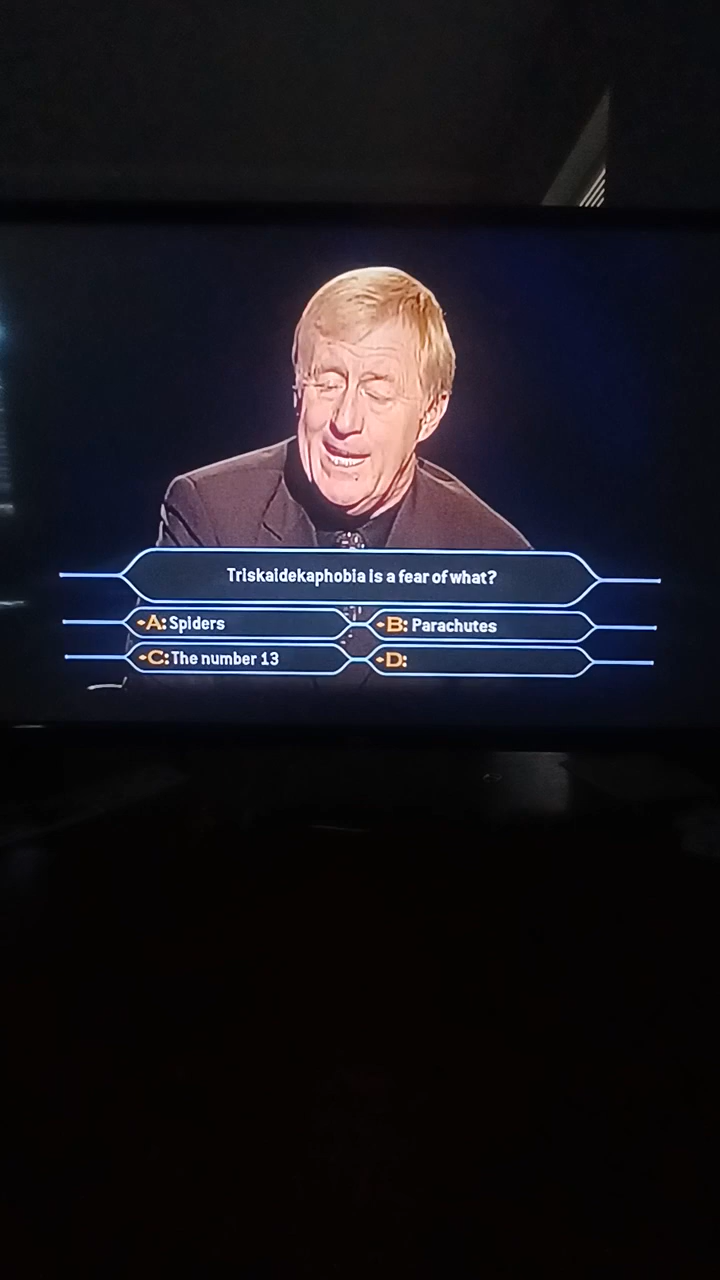 Triskaidekaphobia is a fear of what?
A: Spiders
B: Parachutes
C: The number 13
D: